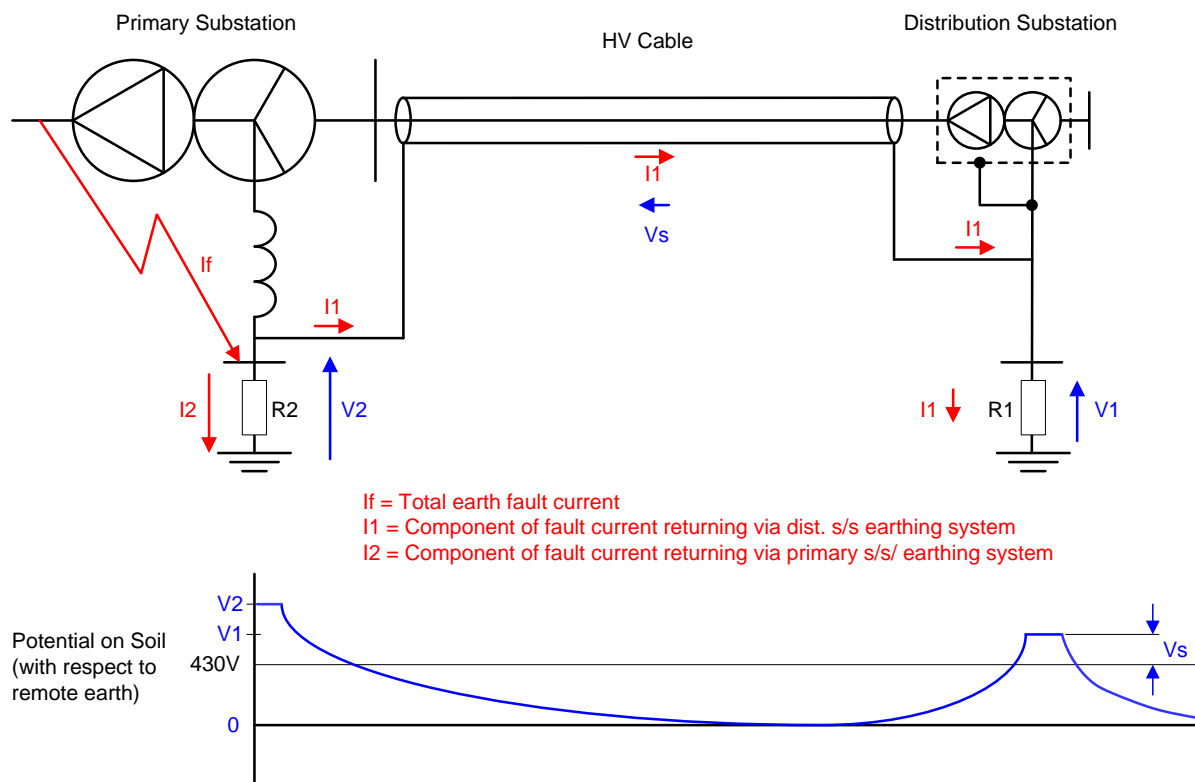 Primary Substation
HV Cable
Distribution Substation
I1
Vs
I1
If
I1
I2
R2
V2
I1
R1
V1
If = Total earth fault current
I1 = Component of fault current returning via dist. s/s earthing system
I2 = Component of fault current returning via primary s/s/ earthing system
V2
V1
430V
0
Potential on Soil
(with respect to
remote earth)
Vs